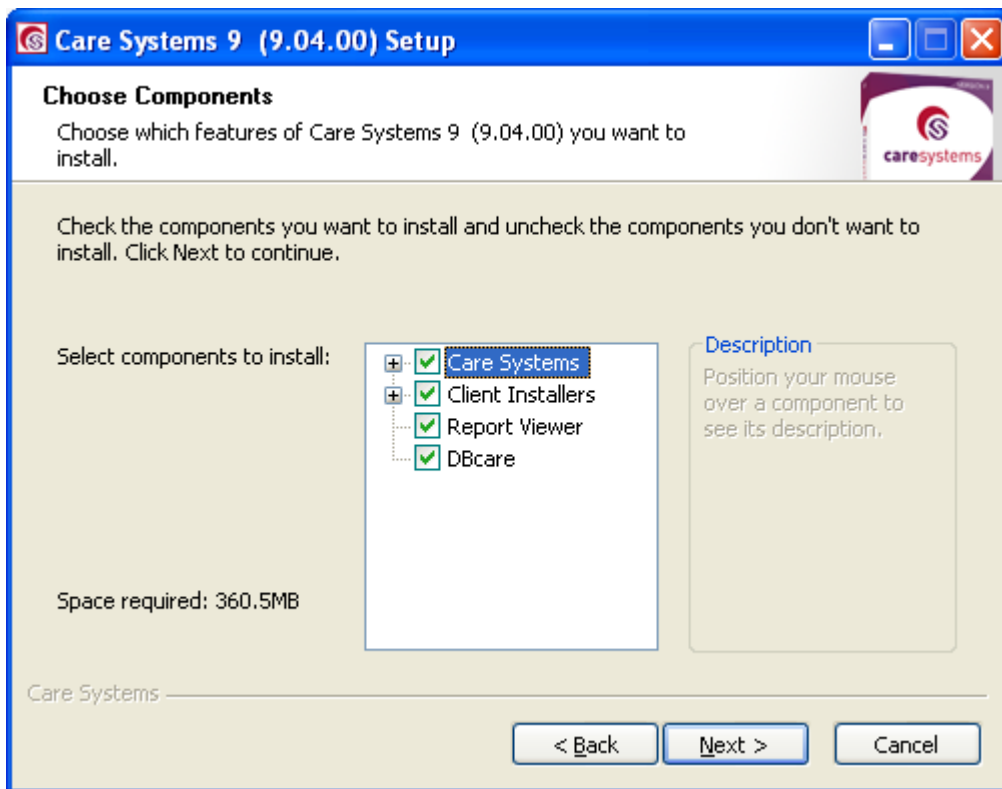 Care Systems 9  (9.04.00) Setup
Choose Components
Choose which features of Care Systems 9  (9.04.00) you want to
install.
caresystems
Check the components you want to install and uncheck the components you don't want to
install. Click Next to continue.
Select components to install:
Care Systems
Client Installers
Report Viewer
DBcare
Description
Position your mouse
over a component to
see its description.
Space required: 360.5MB
Care Systems
< Back
Next >
Cancel